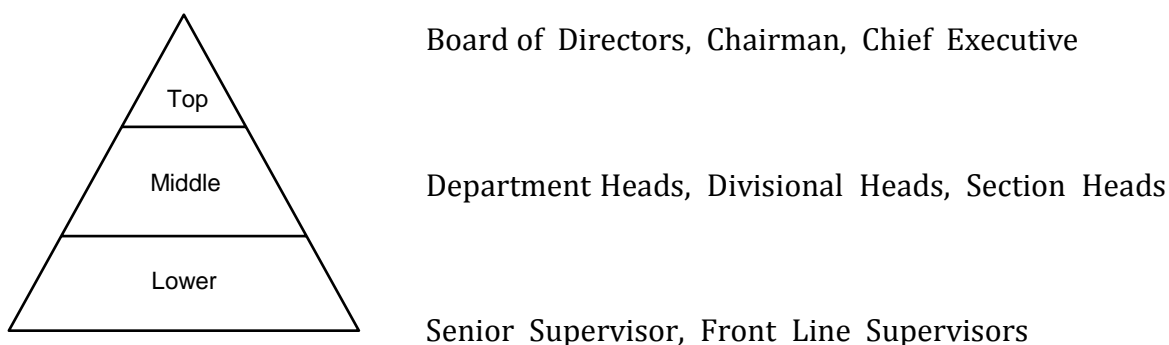 Board of Directors, Chairman, Chief Executive
Top
Middle
Department Heads, Divisional Heads, Section Heads
Lower
Senior Supervisor, Front Line Supervisors